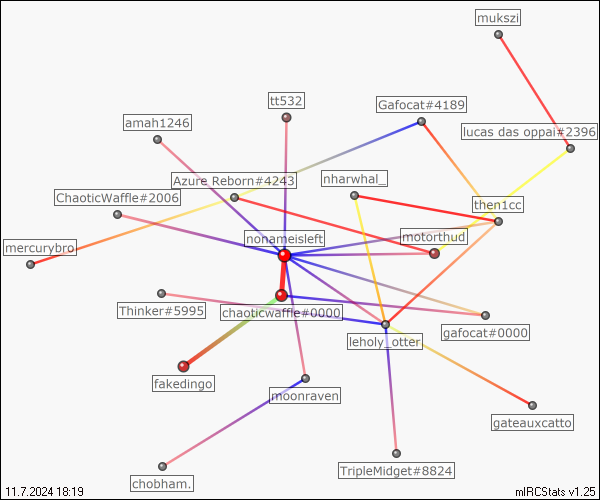 mukszi
tt532
Gafocat#4189
amah1246
lucas das oppai#2396
Azure Reborn#4243
nharwhal_
ChaoticWaffle#2006
then1cc
nonameisleft
motorthud
mercurybro
Thinker#5995
chaoticwaffle#0000
gafocat#0000
leholy_otter
fakedingo
moonraven
gateauxcatto
TripleMidget#8824
chobham.
11.7.2024 18:19
mIRCStats v1.25